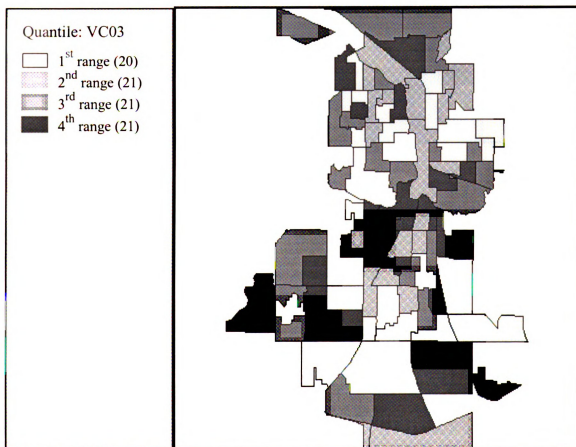 Quantile: VC03
1st range (20)
2nd range (21)
3rd range (21)
4th range (21)